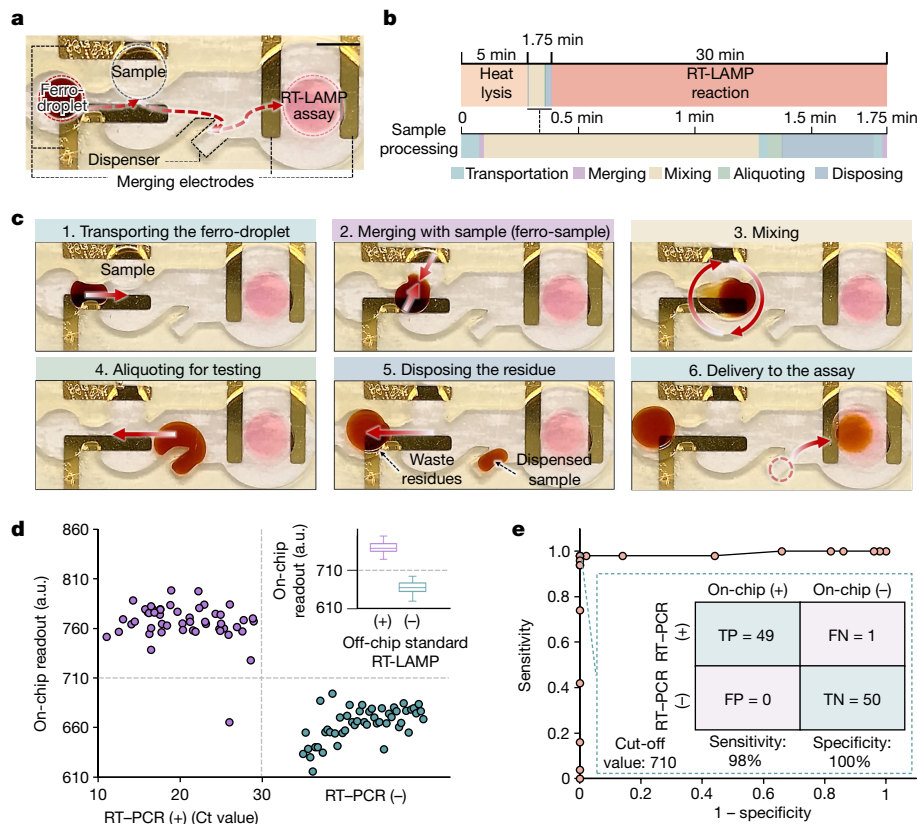 a
Sample
Ferro-
droplet
RT-LAMP
assay
Dispenser
Merging electrodes
b
1.75 min
5 min
30 min
Heat
lysis
RT-LAMP
reaction
Sample
processing
0
0.5 min
1 min
1.5 min
1.75 min
Transportation
Merging
Mixing
Aliquoting
Disposing
c
1. Transporting the ferro-droplet
Sample
2. Merging with sample (ferro-sample)
3. Mixing
4. Aliquoting for testing
5. Disposing the residue
Waste
residues
Dispensed
sample
6. Delivery to the assay
d
On-chip readout (a.u.)
860
810
760
710
660
610
10
20
30
RT–PCR (+) (Ct value)
RT–PCR (–)
On-chip
readout (a.u.)
710
610
(+)
(–)
Off-chip standard
RT-LAMP
e
Sensitivity
1.0
0.8
0.6
0.4
0.2
0
0
0.2
0.4
0.6
0.8
1
1 – specificity
On-chip (+)
On-chip (–)
RT–PCR
(+)
TP = 49
FN = 1
RT–PCR
(–)
FP = 0
TN = 50
Cut-off
value: 710
Sensitivity:
98%
Specificity:
100%